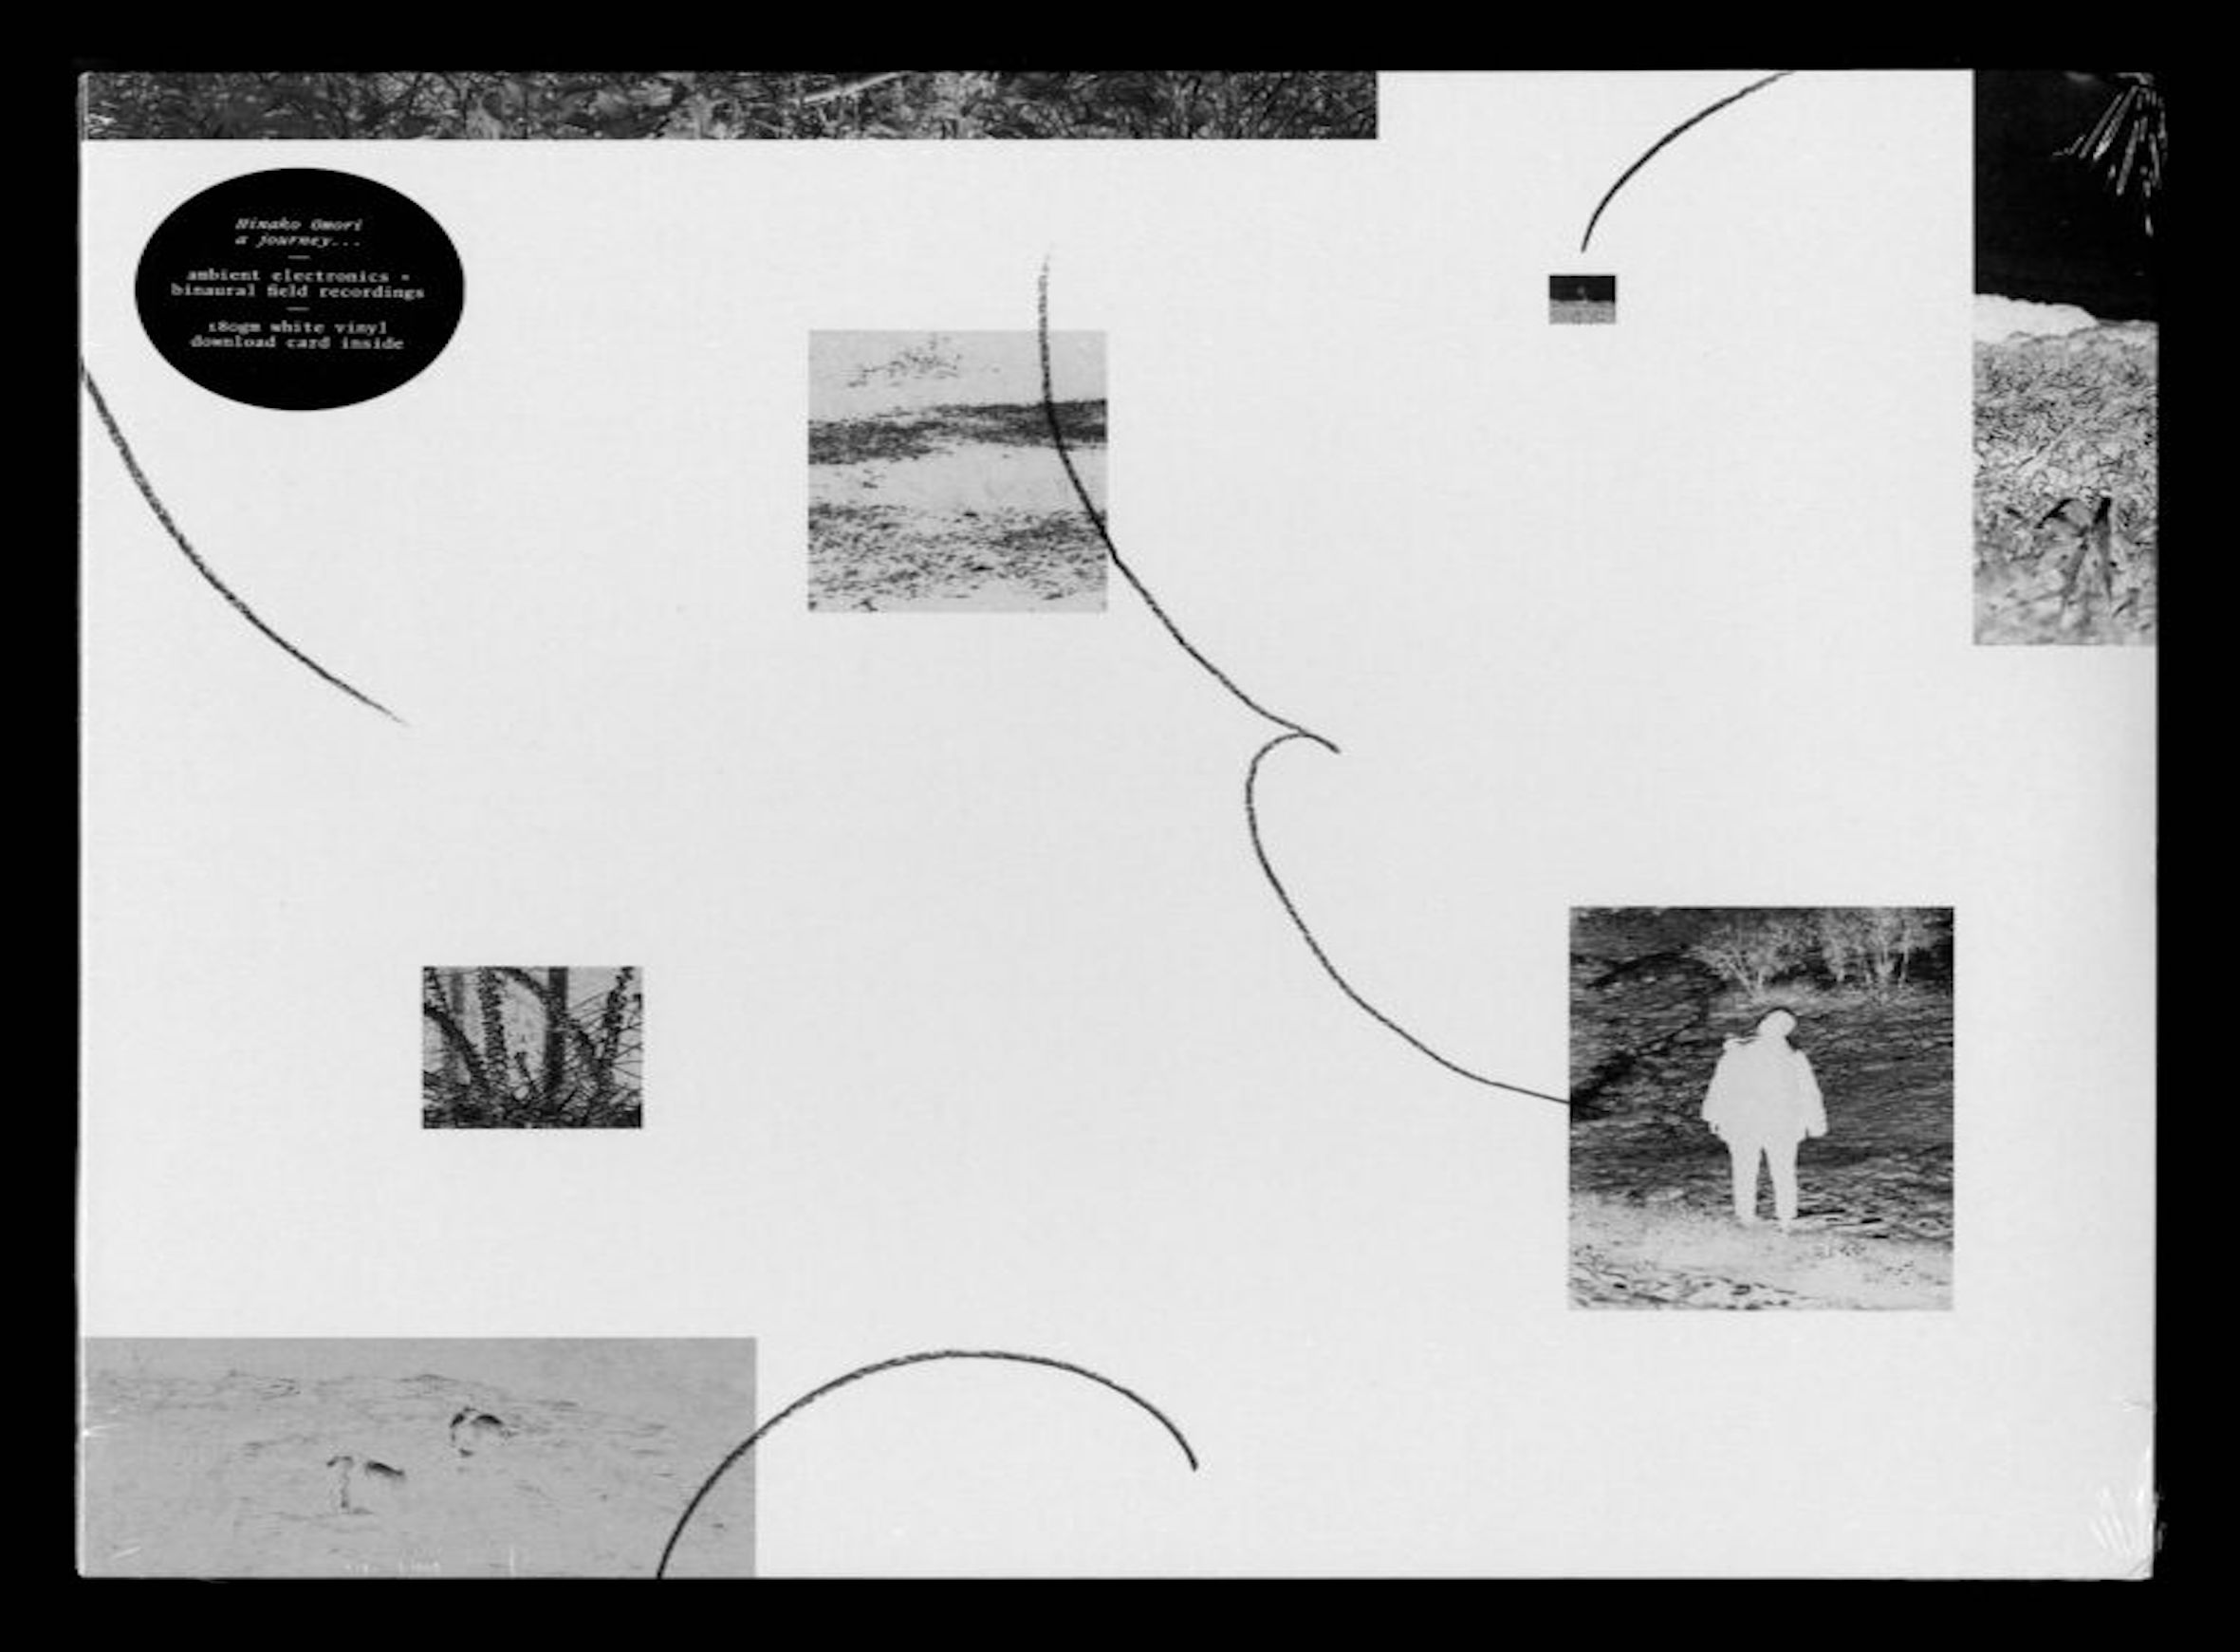 Hinako Omori
a journey...
ambient electronics +
binaural field recordings
180gm white vinyl
download card inside